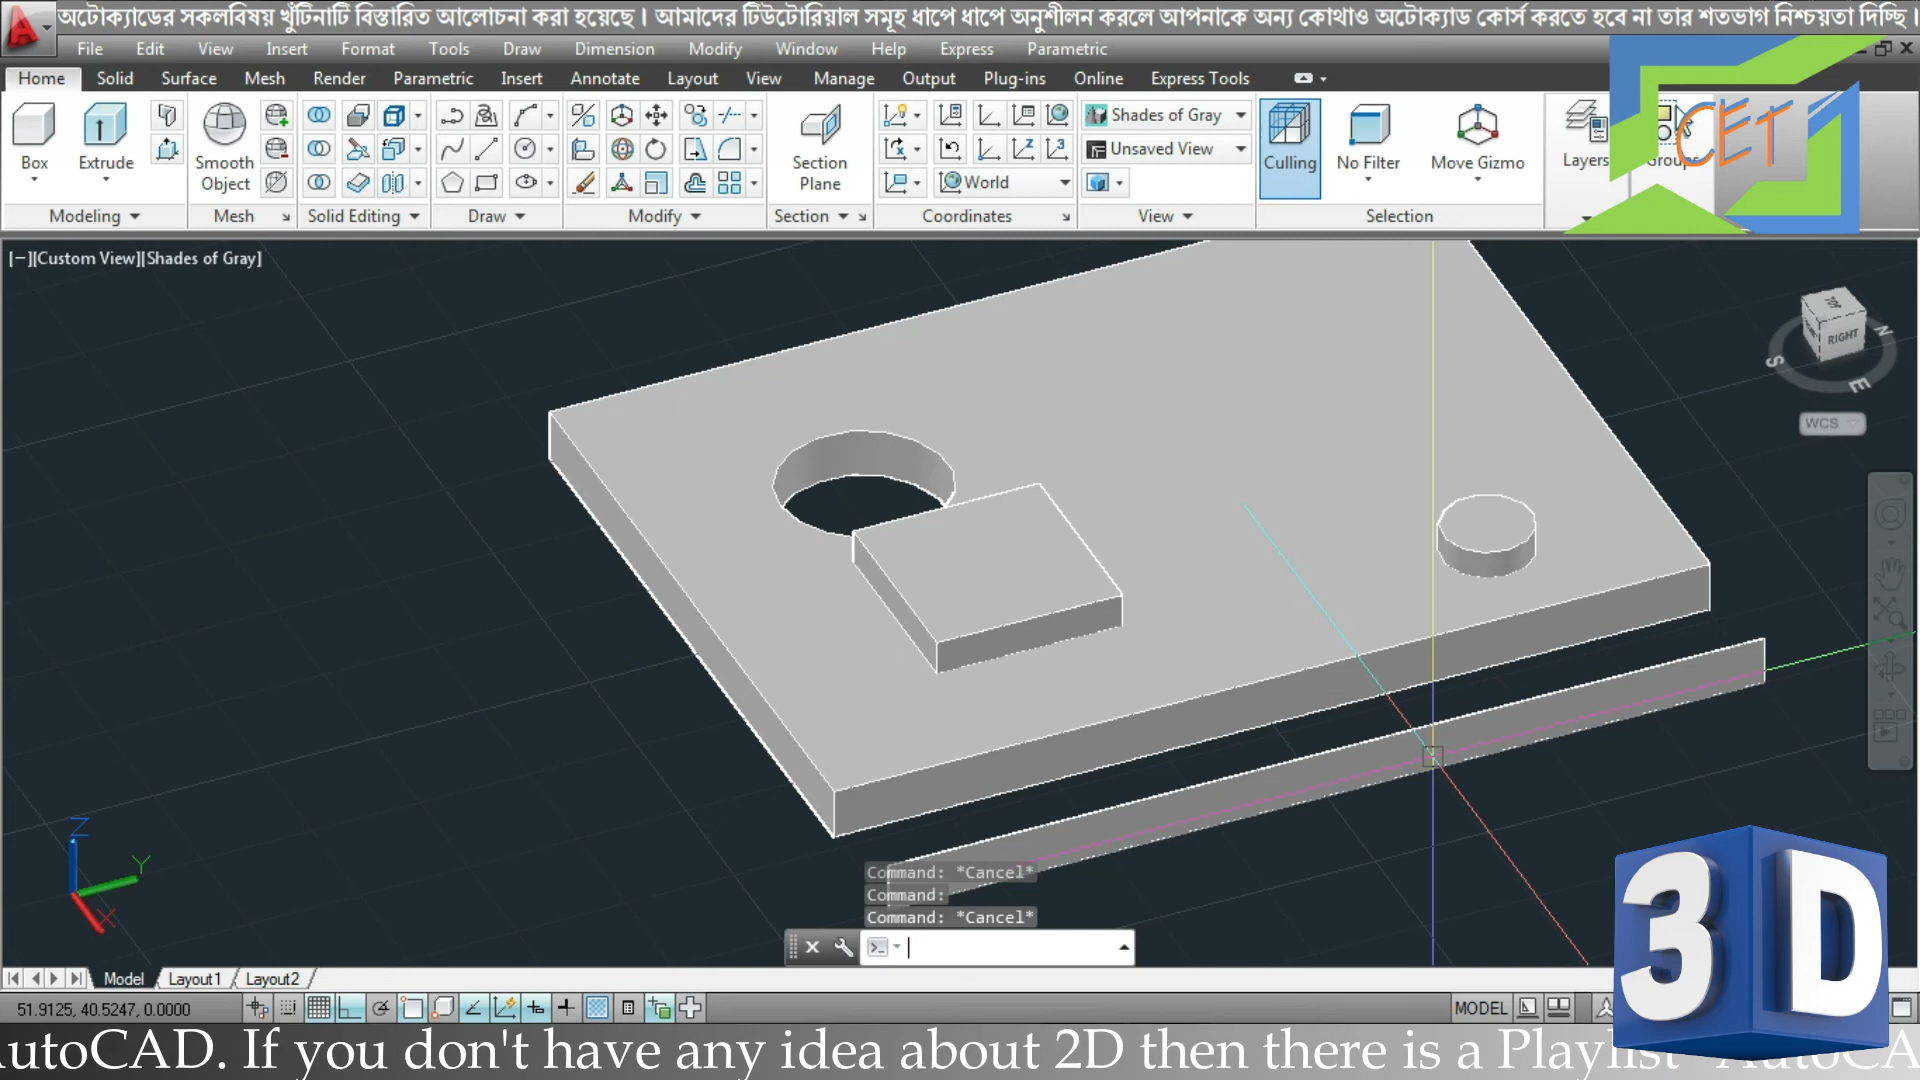 অটোক্যাডের সকলবিষয় খুঁটিনাটি বিস্তারিত আলোচনা করা হয়েছে। আমাদের টিউটোরিয়াল সমূহ ধাপে ধাপে অনুশীলন করলে আপনাকে অন্য কোথাও অটোক্যাড কোর্স করতে হবে না তার শতভাগ নিশ্চয়তা দিচ্ছি।
File Edit View Insert Format Tools Draw Dimension Modify Window Help Express Parametric
Home Solid Surface Mesh Render Parametric Insert Annotate Layout View Manage Output Plug-ins Online Express Tools
Box
Extrude
Smooth Object
Section Plane
Shades of Gray
Unsaved View
World
Culling
No Filter
Move Gizmo
Layers
Groups
CET
Modeling Mesh Solid Editing Draw Modify Section Coordinates View Selection
[−][Custom View][Shades of Gray]
TOP
RIGHT
S
E
N
WCS
Z
Y
X
Command: *Cancel*
Command:
Command: *Cancel*
Model Layout1 Layout2
51.9125, 40.5247, 0.0000
MODEL
3D
utoCAD. If you don't have any idea about 2D then there is a Playlist "AutoCA